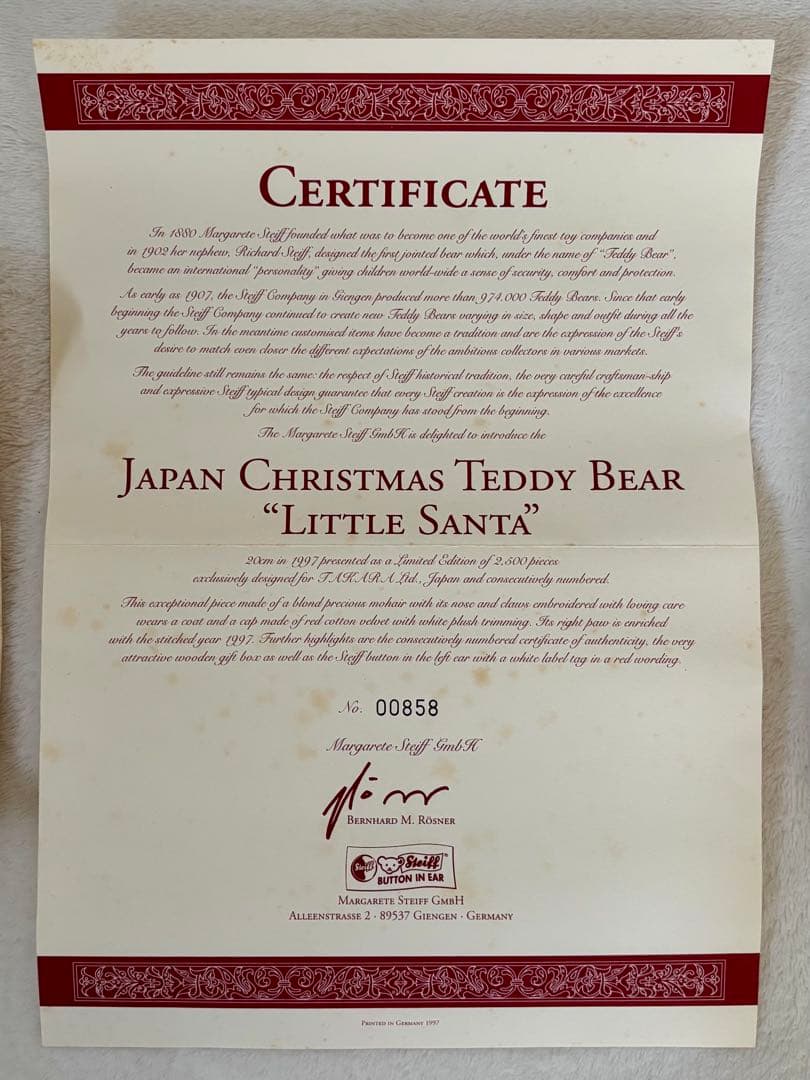 CERTIFICATE
In 1880 Margarete Steiff founded what was to become one of the world's finest toy companies and
in 1902 her nephew, Richard Steiff, designed the first jointed bear which, under the name of "Teddy Bear",
became an international "personality" giving children world-wide a sense of security, comfort and protection.
As early as 1907, the Steiff Company in Giengen produced more than 974.000 Teddy Bears. Since that early
beginning the Steiff Company continued to create new Teddy Bears varying in size, shape and outfit during all the
years to follow. In the meantime customised items have become a tradition and are the expression of the Steiff's
desire to match even closer the different expectations of the ambitious collectors in various markets.
The guideline still remains the same: the respect of Steiff historical tradition, the very careful craftsman-ship
and expressive Steiff typical design guarantee that every Steiff creation is the expression of the excellence
for which the Steiff Company has stood from the beginning.
The Margarete Steiff GmbH is delighted to introduce the
JAPAN CHRISTMAS TEDDY BEAR
"LITTLE SANTA"
20cm in 1997 presented as a Limited Edition of 2.500 pieces
exclusively designed for TAKARA Ltd., Japan and consecutively numbered.
This exceptional piece made of a blond precious mohair with its nose and claws embroidered with loving care
wears a coat and a cap made of red cotton velvet with white plush trimming. Its right paw is enriched
with the stitched year 1997. Further highlights are the consecutively numbered certificate of authenticity, the very
attractive wooden gift box as well as the Steiff button in the left ear with a white label tag in a red wording.
No. 00858
Margarete Steiff GmbH
BERNHARD M. RÖSNER
Steiff Steiff®
BUTTON IN EAR
MARGARETE STEIFF GMBH
ALLEENSTRASSE 2 · 89537 GIENGEN · GERMANY
PRINTED IN GERMANY 1997